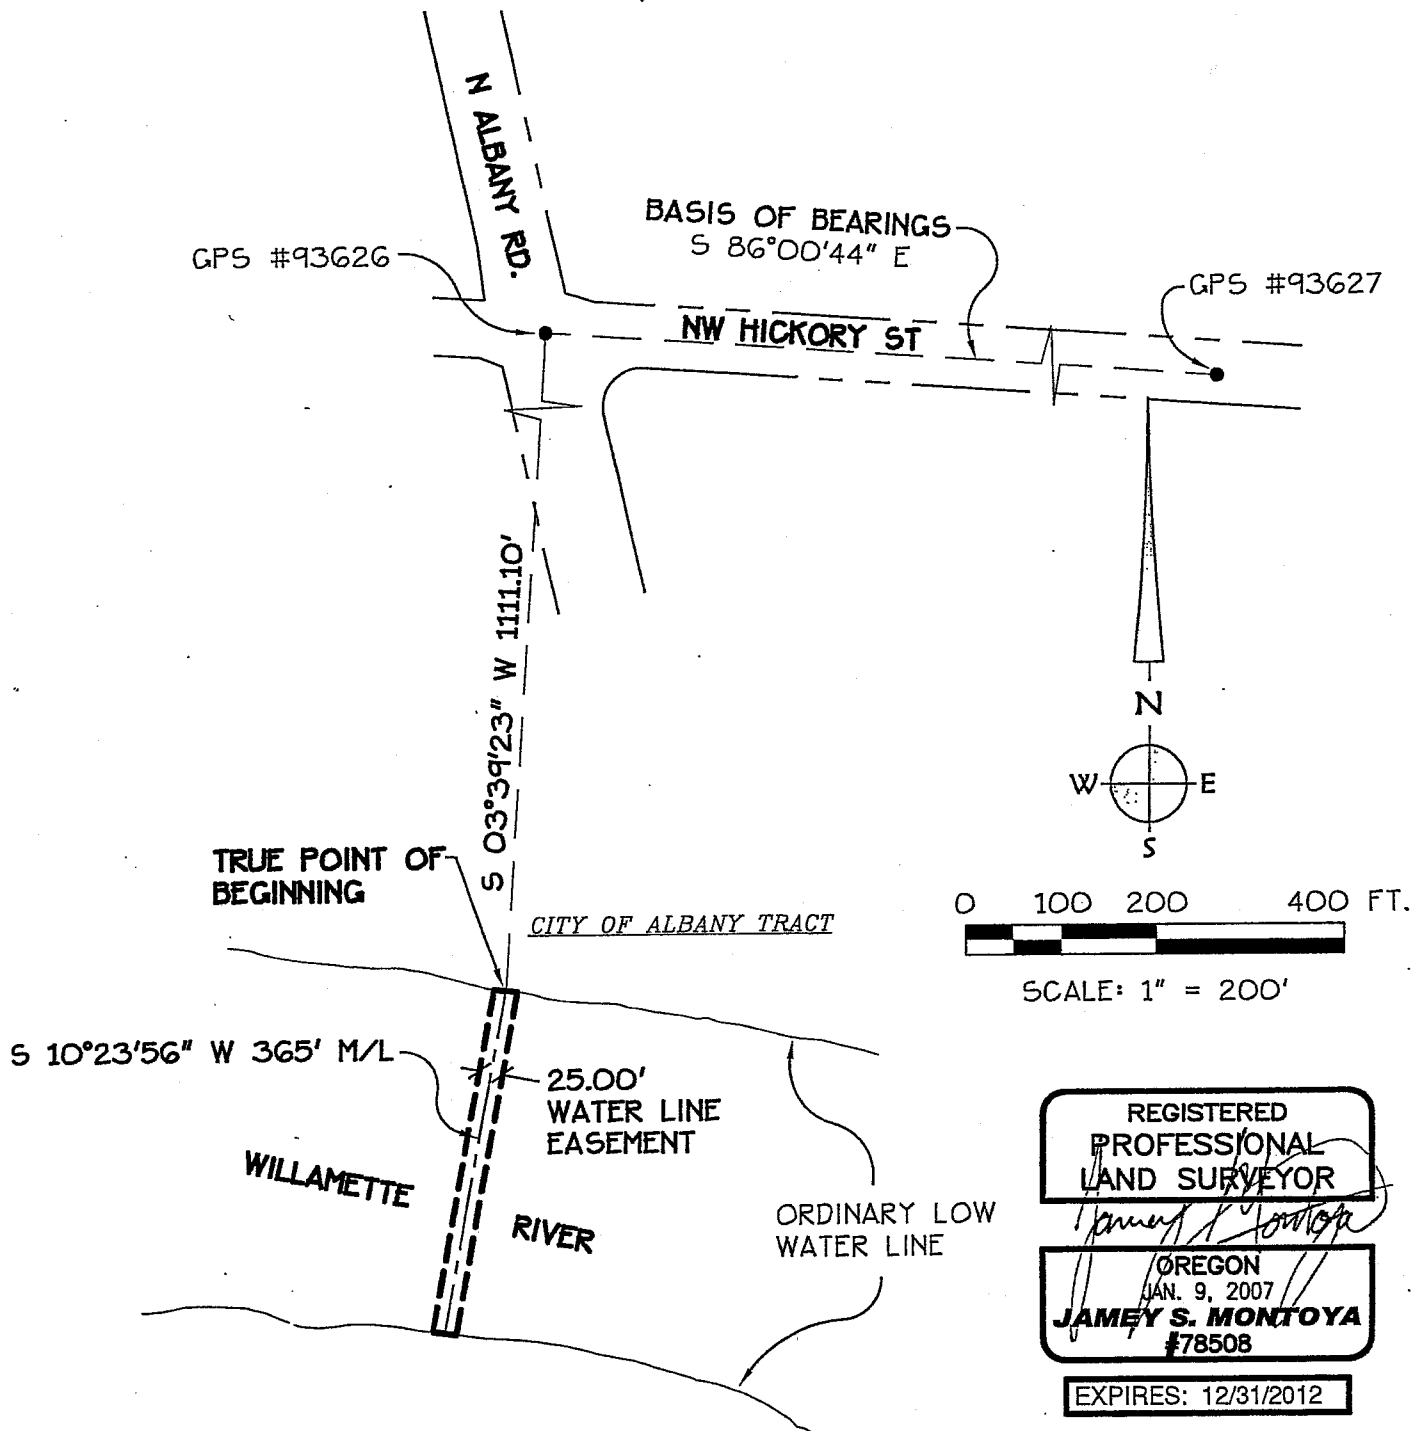 N ALBANY RD.
BASIS OF BEARINGS
S 86°00'44" E
GPS #93626
GPS #93627
NW HICKORY ST
S 03°39'23" W 1111.10'
N
W E
S
TRUE POINT OF
BEGINNING
CITY OF ALBANY TRACT
0 100 200 400 FT.
SCALE: 1" = 200'
S 10°23'56" W 365' M/L
25.00'
WATER LINE
EASEMENT
WILLAMETTE
RIVER
ORDINARY LOW
WATER LINE
REGISTERED
PROFESSIONAL
LAND SURVEYOR
Jamey S. Montoya
OREGON
JAN. 9, 2007
JAMEY S. MONTOYA
#78508
EXPIRES: 12/31/2012